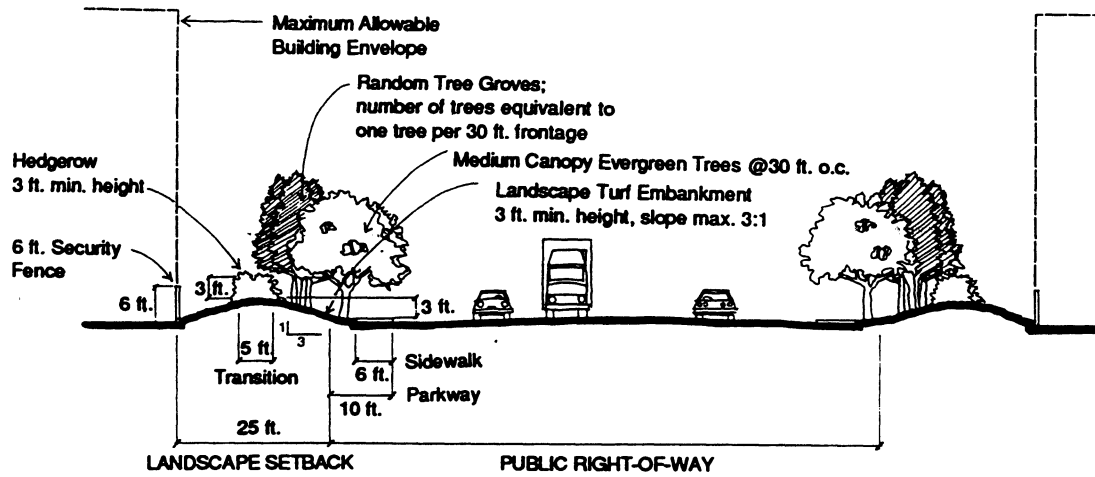 Maximum Allowable
Building Envelope
Random Tree Groves;
number of trees equivalent to
one tree per 30 ft. frontage
Hedgerow
3 ft. min. height
Medium Canopy Evergreen Trees @30 ft. o.c.
Landscape Turf Embankment
3 ft. min. height, slope max. 3:1
6 ft. Security
Fence
3 ft.
6 ft.
3 ft.
1
3
5 ft.
Transition
6 ft.
Sidewalk
10 ft.
Parkway
25 ft.
LANDSCAPE SETBACK
PUBLIC RIGHT-OF-WAY